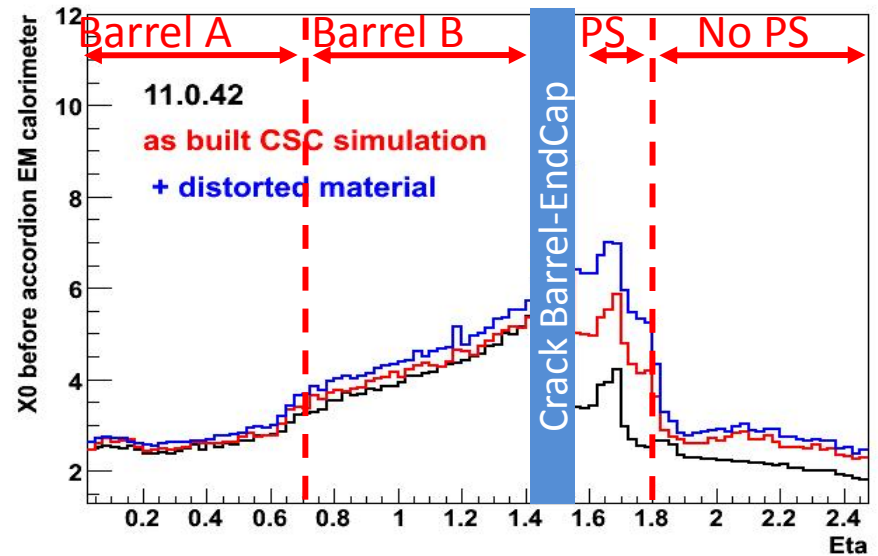 Barrel A Barrel B PS No PS
11.0.42
as built CSC simulation
+ distorted material
Crack Barrel-EndCap
X0 before accordion EM calorimeter
12
10
8
6
4
2
0.2 0.4 0.6 0.8 1 1.2 1.4 1.6 1.8 2 2.2 2.4
Eta